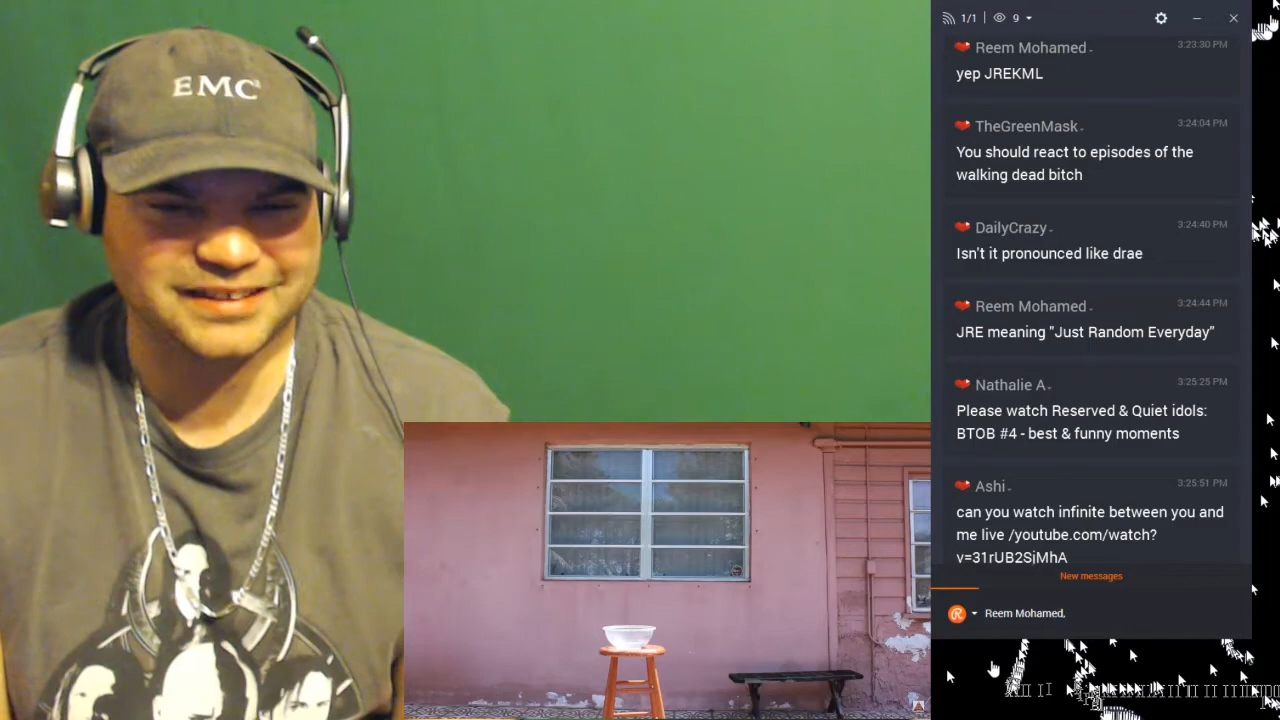 EMC²
1/1 9
Reem Mohamed 3:23:30 PM
yep JREKML
TheGreenMask 3:24:04 PM
You should react to episodes of the
walking dead bitch
DailyCrazy 3:24:40 PM
Isn't it pronounced like drae
Reem Mohamed 3:24:44 PM
JRE meaning "Just Random Everyday"
Nathalie A 3:25:25 PM
Please watch Reserved & Quiet idols:
BTOB #4 - best & funny moments
Ashi 3:25:51 PM
can you watch infinite between you and
me live /youtube.com/watch?
v=31rUB2SjMhA
New messages
Reem Mohamed,